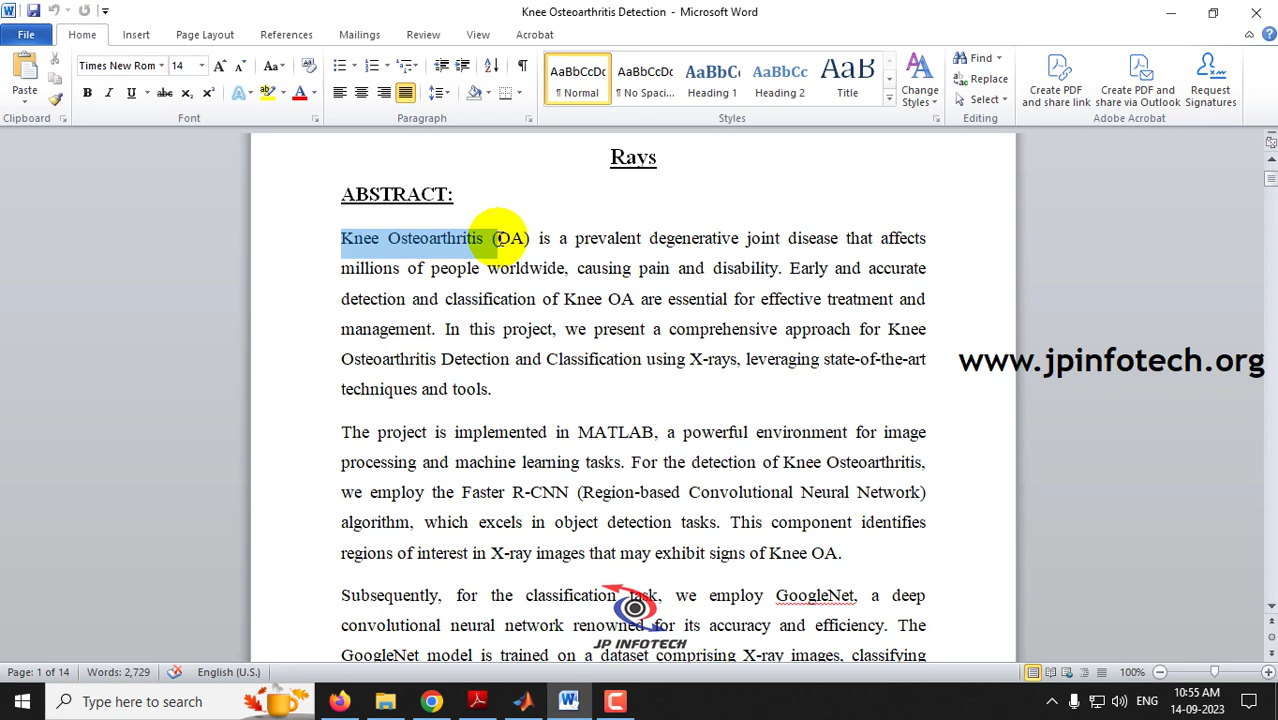 Knee Osteoarthritis Detection - Microsoft Word
File Home Insert Page Layout References Mailings Review View Acrobat
Times New Rom 14
Paste
Clipboard Font Paragraph
AaBbCcDc AaBbCcDc AaBbC AaBbCc AaB
¶ Normal ¶ No Spaci... Heading 1 Heading 2 Title
Change Styles
Styles
Find
Replace
Select
Editing
Create PDF and share link
Create PDF and share via Outlook
Request Signatures
Adobe Acrobat
Rays
ABSTRACT:
Knee Osteoarthritis (OA) is a prevalent degenerative joint disease that affects
millions of people worldwide, causing pain and disability. Early and accurate
detection and classification of Knee OA are essential for effective treatment and
management. In this project, we present a comprehensive approach for Knee
Osteoarthritis Detection and Classification using X-rays, leveraging state-of-the-art
techniques and tools.
www.jpinfotech.org
The project is implemented in MATLAB, a powerful environment for image
processing and machine learning tasks. For the detection of Knee Osteoarthritis,
we employ the Faster R-CNN (Region-based Convolutional Neural Network)
algorithm, which excels in object detection tasks. This component identifies
regions of interest in X-ray images that may exhibit signs of Knee OA.
Subsequently, for the classification task, we employ GoogleNet, a deep
convolutional neural network renowned for its accuracy and efficiency. The
JP INFOTECH
GoogleNet model is trained on a dataset comprising X-ray images, classifying
Page: 1 of 14 Words: 2,729 English (U.S.) 100%
Type here to search
ENG
10:55 AM
14-09-2023